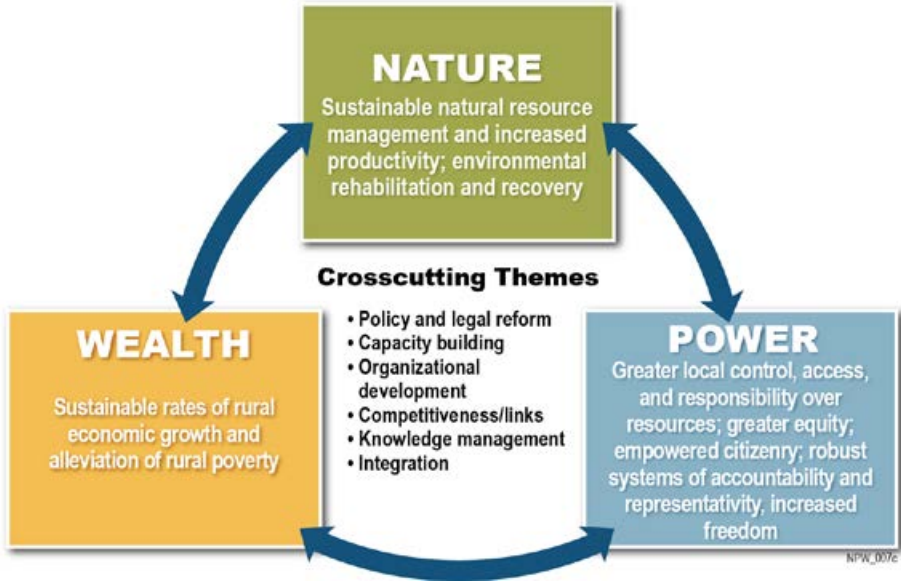 NATURE
Sustainable natural resource
management and increased
productivity; environmental
rehabilitation and recovery
Crosscutting Themes
• Policy and legal reform
• Capacity building
• Organizational
development
• Competitiveness/links
• Knowledge management
• Integration
WEALTH
Sustainable rates of rural
economic growth and
alleviation of rural poverty
POWER
Greater local control, access,
and responsibility over
resources; greater equity;
empowered citizenry; robust
systems of accountability and
representativity, increased
freedom
NPW_007c